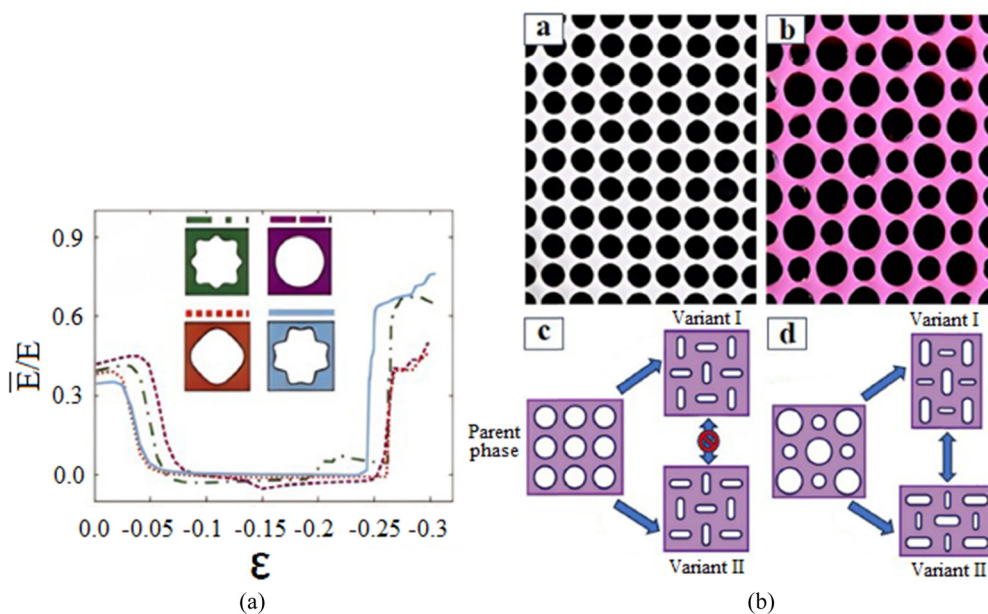 0.9
0.6
0.3
0.0
Ē/E
0.0 -0.05 -0.1 -0.15 -0.2 -0.25 -0.3
ε
(a)
a
b
c
d
Variant I
Variant I
Parent
phase
Variant II
Variant II
(b)